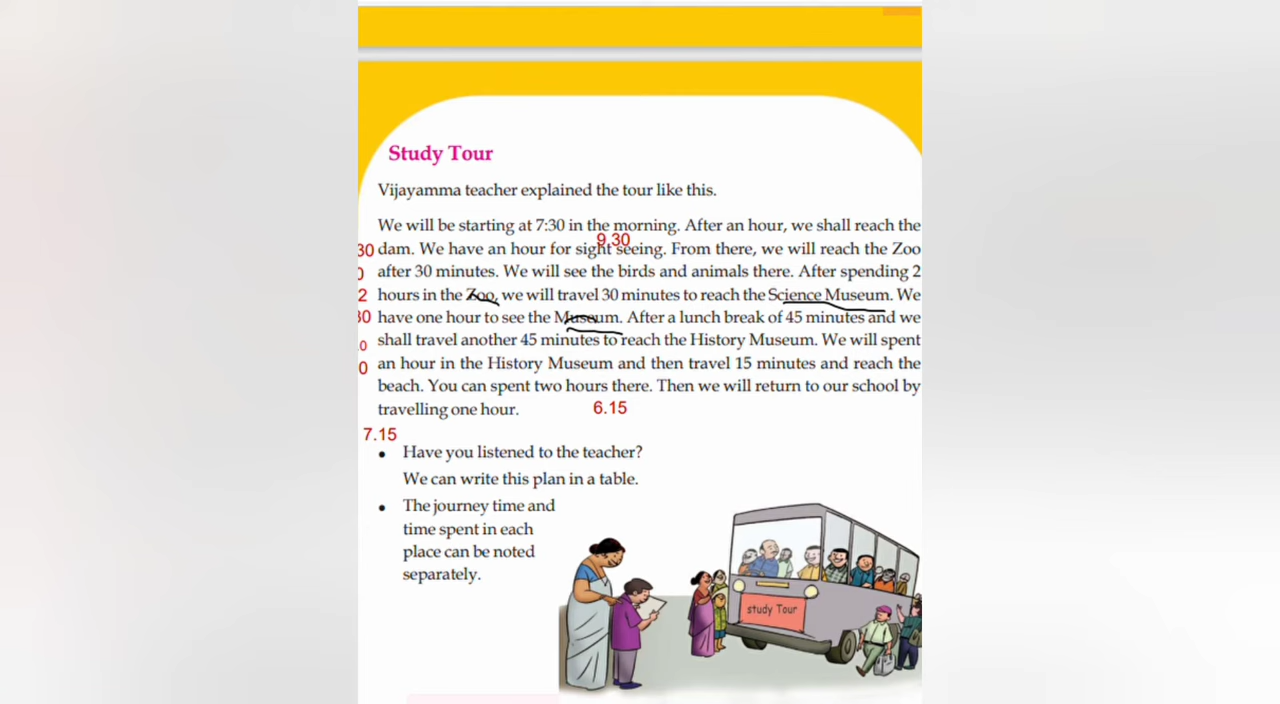 Study Tour
Vijayamma teacher explained the tour like this.
We will be starting at 7:30 in the morning. After an hour, we shall reach the
9.30
30 dam. We have an hour for sight seeing. From there, we will reach the Zoo
0 after 30 minutes. We will see the birds and animals there. After spending 2
2 hours in the Zoo, we will travel 30 minutes to reach the Science Museum. We
30 have one hour to see the Museum. After a lunch break of 45 minutes and we
.0 shall travel another 45 minutes to reach the History Museum. We will spent
0 an hour in the History Museum and then travel 15 minutes and reach the
beach. You can spent two hours there. Then we will return to our school by
travelling one hour. 6.15
7.15
• Have you listened to the teacher?
We can write this plan in a table.
• The journey time and
time spent in each
place can be noted
separately.
study Tour